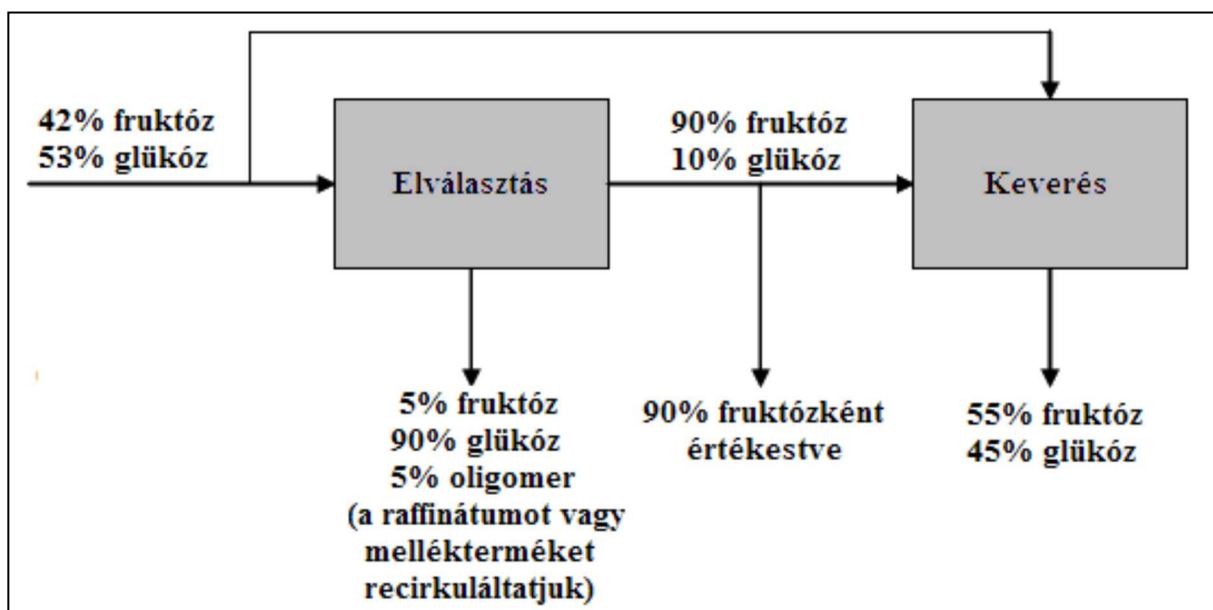 42% fruktóz
53% glükóz
Elválasztás
90% fruktóz
10% glükóz
Keverés
5% fruktóz
90% glükóz
5% oligomer
(a raffinátumot vagy
mellékterméket
recirkuláltatjuk)
90% fruktózként
értékestve
55% fruktóz
45% glükóz